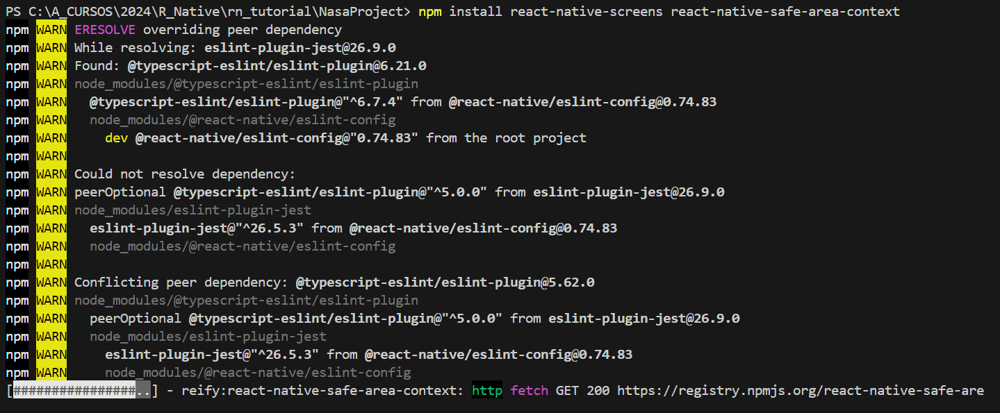 PS C:\A_CURSOS\2024\R_Native\rn_tutorial\NasaProject> npm install react-native-screens react-native-safe-area-context
npm WARN ERESOLVE overriding peer dependency
npm WARN While resolving: eslint-plugin-jest@26.9.0
npm WARN Found: @typescript-eslint/eslint-plugin@6.21.0
npm WARN node_modules/@typescript-eslint/eslint-plugin
npm WARN   @typescript-eslint/eslint-plugin@"^6.7.4" from @react-native/eslint-config@0.74.83
npm WARN   node_modules/@react-native/eslint-config
npm WARN     dev @react-native/eslint-config@"0.74.83" from the root project
npm WARN
npm WARN Could not resolve dependency:
npm WARN peerOptional @typescript-eslint/eslint-plugin@"^5.0.0" from eslint-plugin-jest@26.9.0
npm WARN node_modules/eslint-plugin-jest
npm WARN   eslint-plugin-jest@"^26.5.3" from @react-native/eslint-config@0.74.83
npm WARN   node_modules/@react-native/eslint-config
npm WARN
npm WARN Conflicting peer dependency: @typescript-eslint/eslint-plugin@5.62.0
npm WARN node_modules/@typescript-eslint/eslint-plugin
npm WARN   peerOptional @typescript-eslint/eslint-plugin@"^5.0.0" from eslint-plugin-jest@26.9.0
npm WARN   node_modules/eslint-plugin-jest
npm WARN     eslint-plugin-jest@"^26.5.3" from @react-native/eslint-config@0.74.83
npm WARN     node_modules/@react-native/eslint-config
[################..] - reify:react-native-safe-area-context: http fetch GET 200 https://registry.npmjs.org/react-native-safe-are